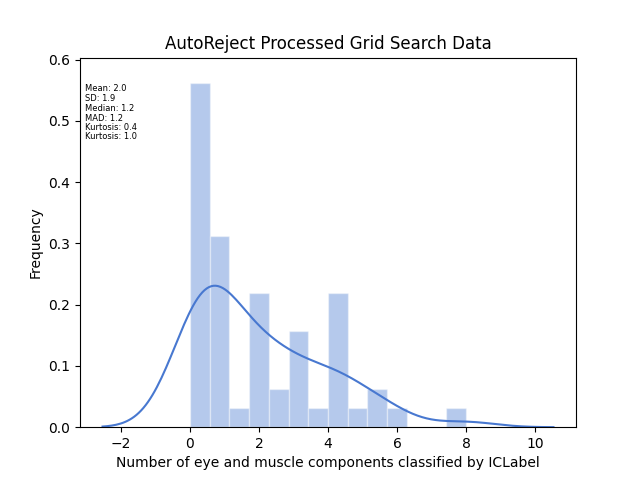 AutoReject Processed Grid Search Data
0.6
0.5
0.4
0.3
0.2
0.1
0.0
Frequency
Mean: 2.0
SD: 1.9
Median: 1.2
MAD: 1.2
Kurtosis: 0.4
Kurtosis: 1.0
−2 0 2 4 6 8 10
Number of eye and muscle components classified by ICLabel